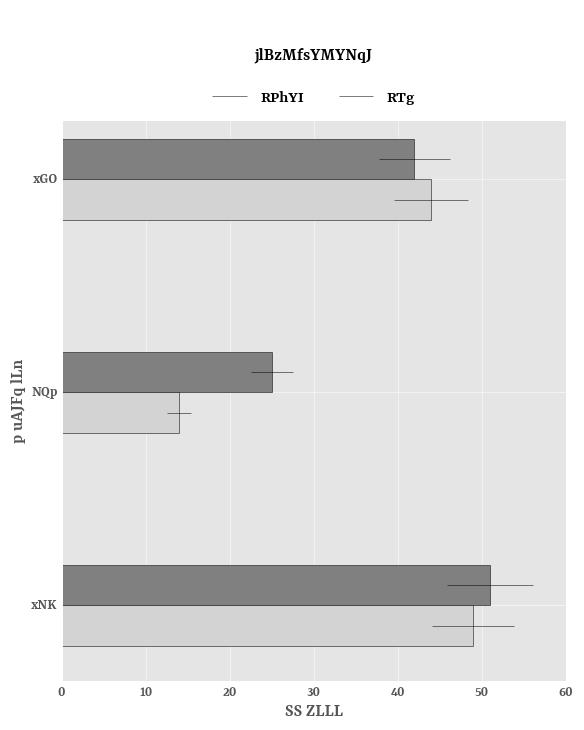 jlBzMfsYMYNqJ
RPhYI
RTg
xGO
NQp
xNK
p uAJFq lLn
0 10 20 30 40 50 60
SS ZLLL